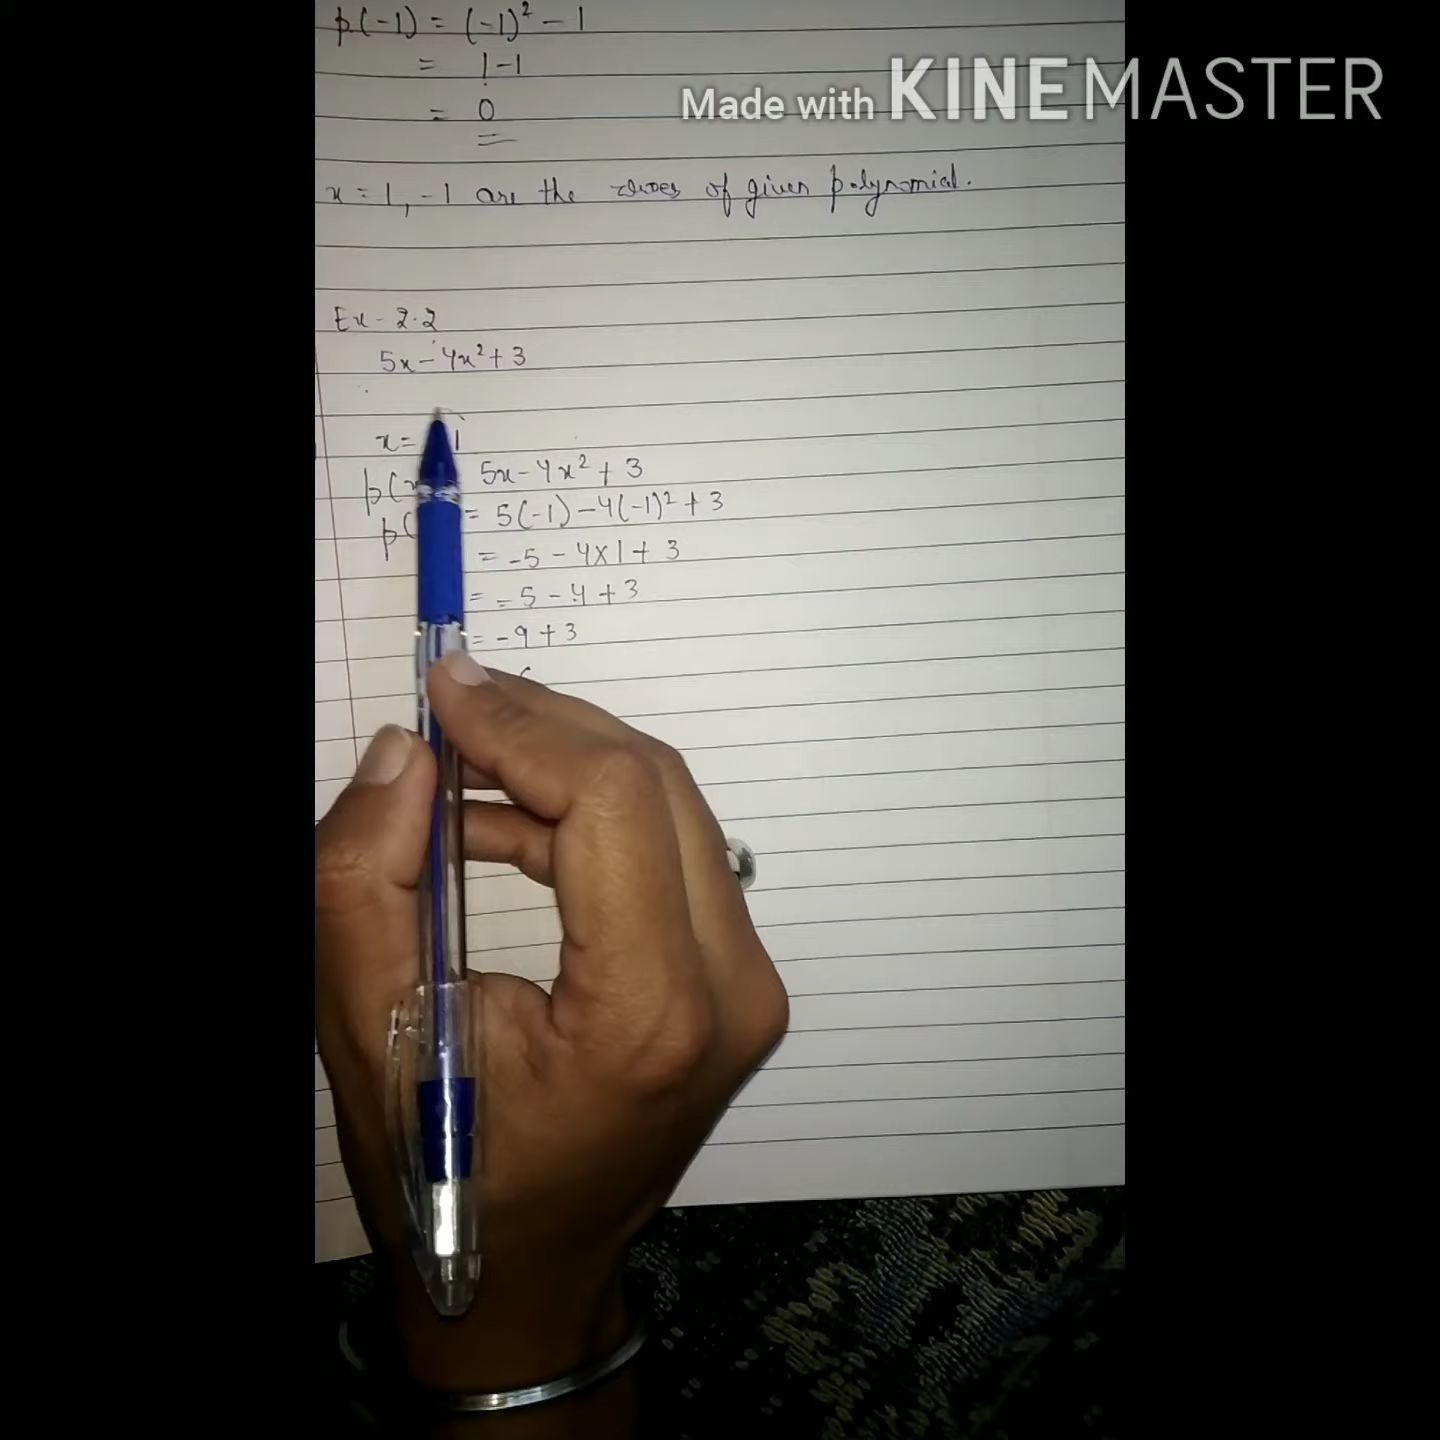 p(-1) = (-1)² - 1
= 1-1
= 0
Made with KINEMASTER
x = 1, -1 are the zeroes of given polynomial.
Ex - 2.2
5x - 4x² + 3
x = 1
p( 5x - 4x² + 3
p( = 5(-1) - 4(-1)² + 3
= -5 - 4x1 + 3
= -5 - 4 + 3
= -9 + 3